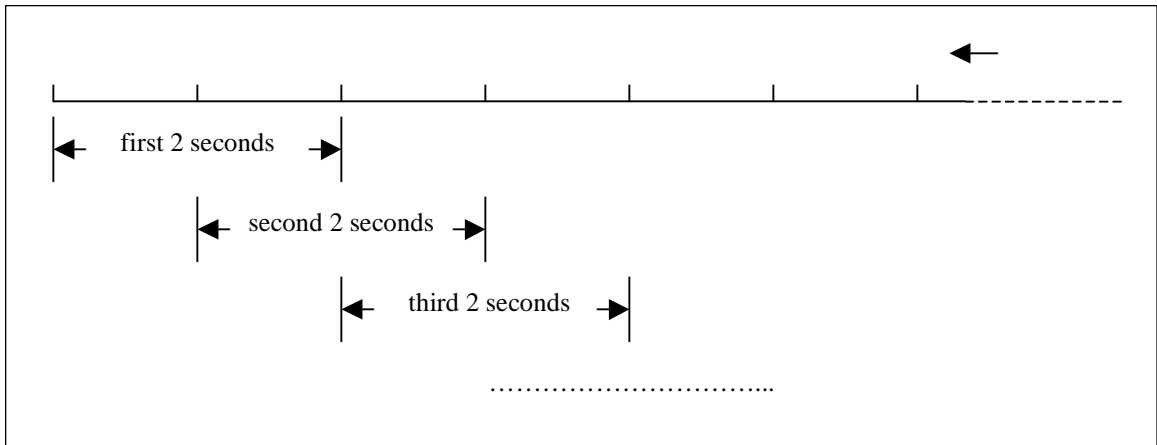 first 2 seconds
second 2 seconds
third 2 seconds
…………………………...